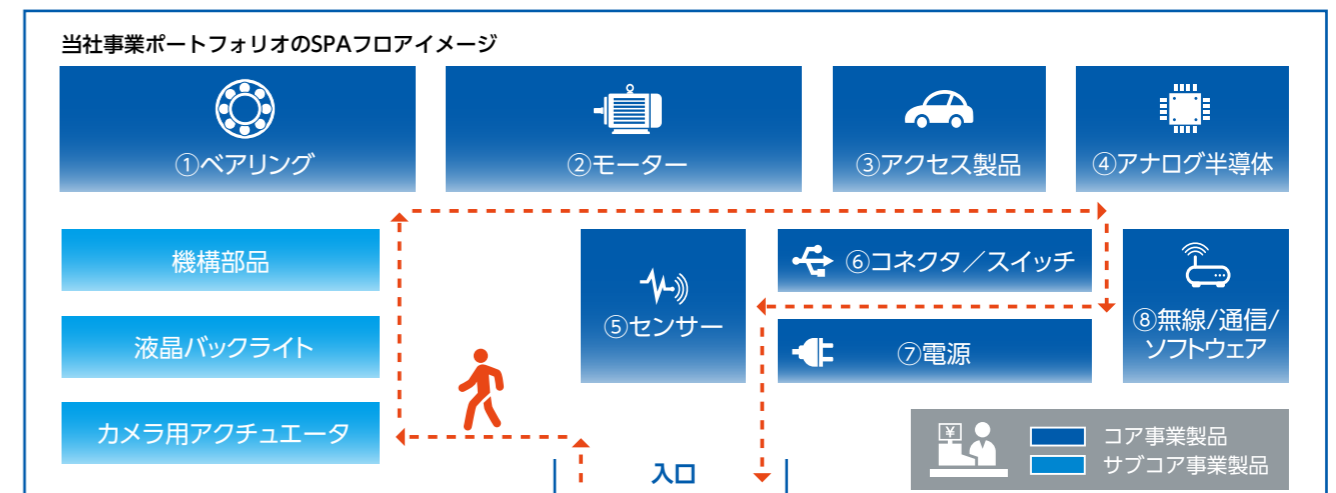 当社事業ポートフォリオのSPAフロアイメージ
①ベアリング
②モーター
③アクセス製品
④アナログ半導体
機構部品
液晶バックライト
カメラ用アクチュエータ
⑤センサー
⑥コネクタ／スイッチ
⑦電源
⑧無線/通信/
ソフトウェア
入口
¥
コア事業製品
サブコア事業製品